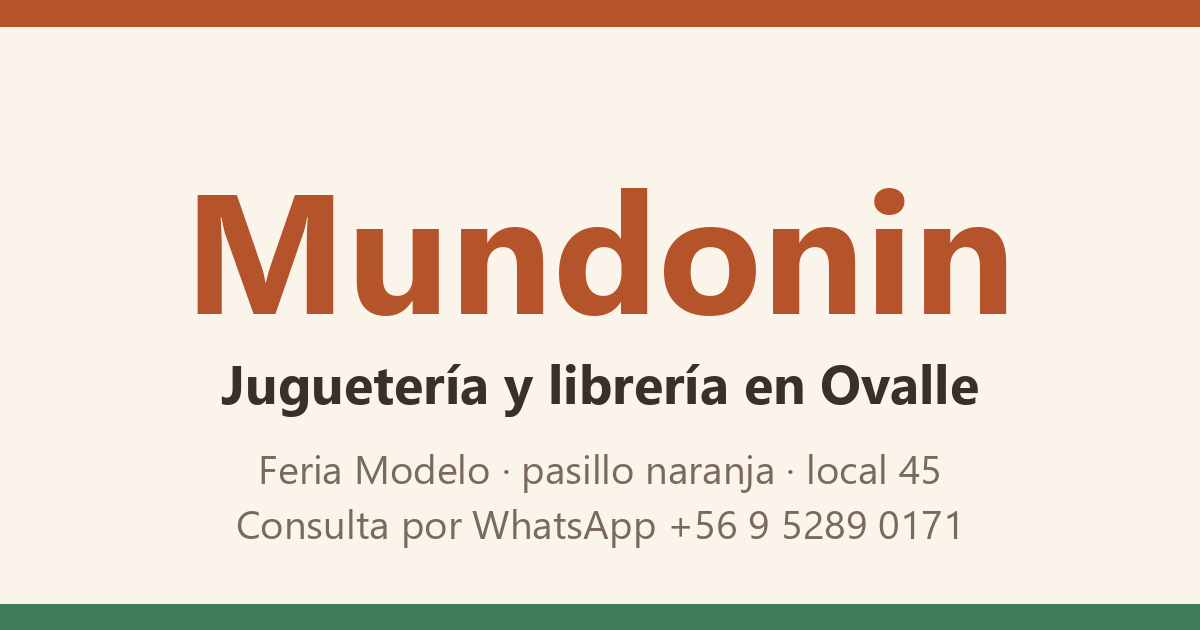 Mundonin
Juguetería y librería en Ovalle
Feria Modelo · pasillo naranja · local 45
Consulta por WhatsApp +56 9 5289 0171